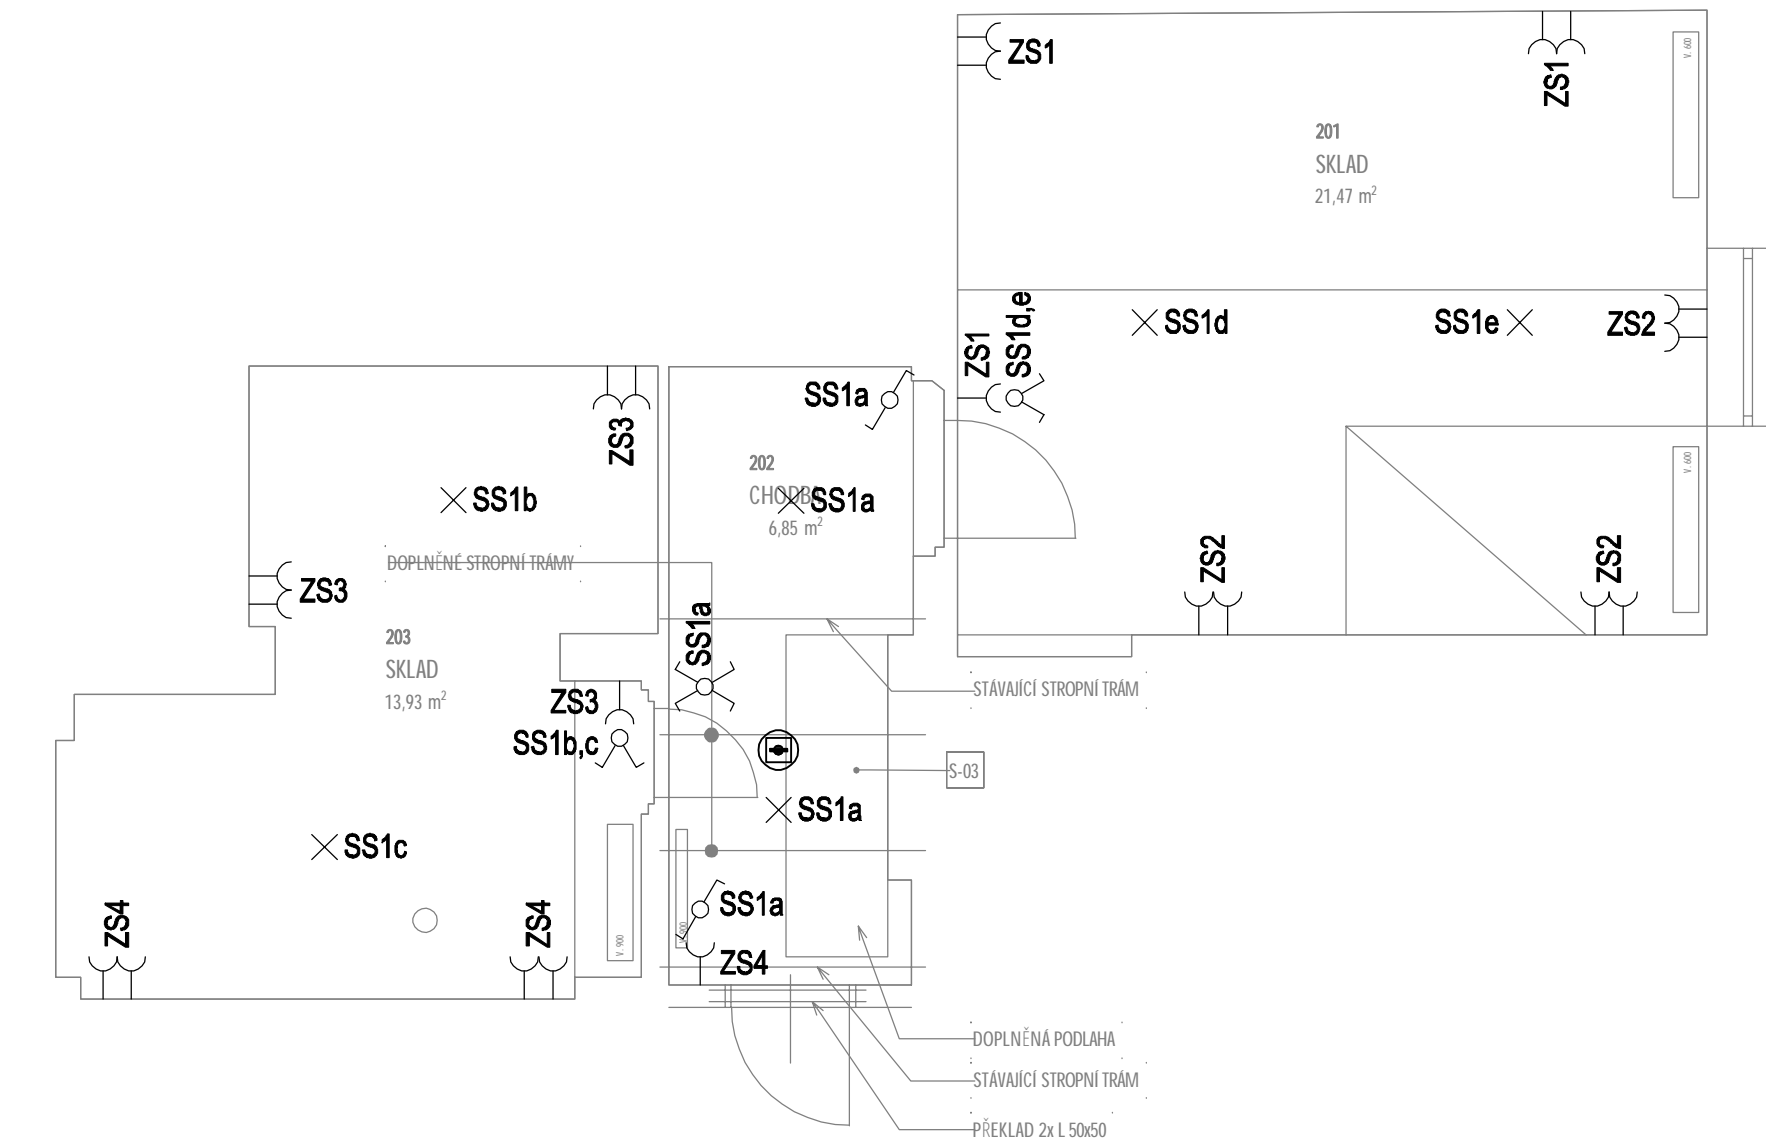 ZS1
ZS1
V. 600
201
SKLAD
21,47 m²
ZS1
SS1d,e
SS1d
SS1e
ZS2
SS1a
ZS3
202
CHODBA
6,85 m²
SS1a
SS1b
V. 600
ZS2
ZS2
DOPLNĚNÉ STROPNÍ TRÁMY
ZS3
203
SKLAD
13,93 m²
SS1a
STÁVAJÍCÍ STROPNÍ TRÁM
ZS3
SS1b,c
S-03
SS1a
SS1c
SS1a
ZS4
ZS4
V. 900
V. 900
ZS4
DOPLNĚNÁ PODLAHA
STÁVAJÍCÍ STROPNÍ TRÁM
PŘEKLAD 2x L 50x50